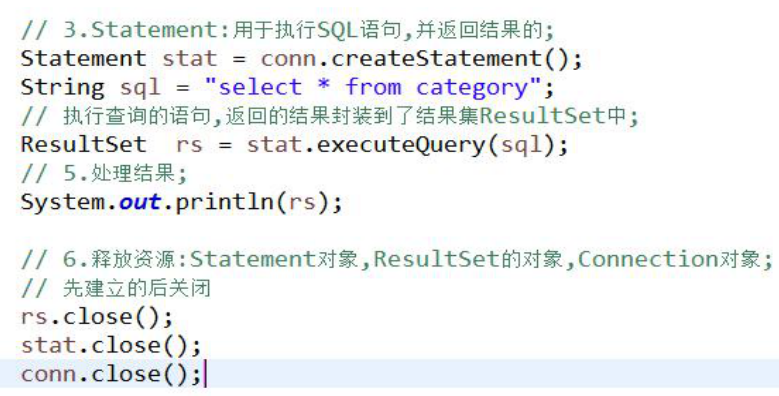 // 3.Statement:用于执行SQL语句,并返回结果的;
Statement stat = conn.createStatement();
String sql = "select * from category";
// 执行查询的语句,返回的结果封装到了结果集ResultSet中;
ResultSet  rs = stat.executeQuery(sql);
// 5.处理结果;
System.out.println(rs);
// 6.释放资源:Statement对象,ResultSet的对象,Connection对象;
// 先建立的后关闭
rs.close();
stat.close();
conn.close();